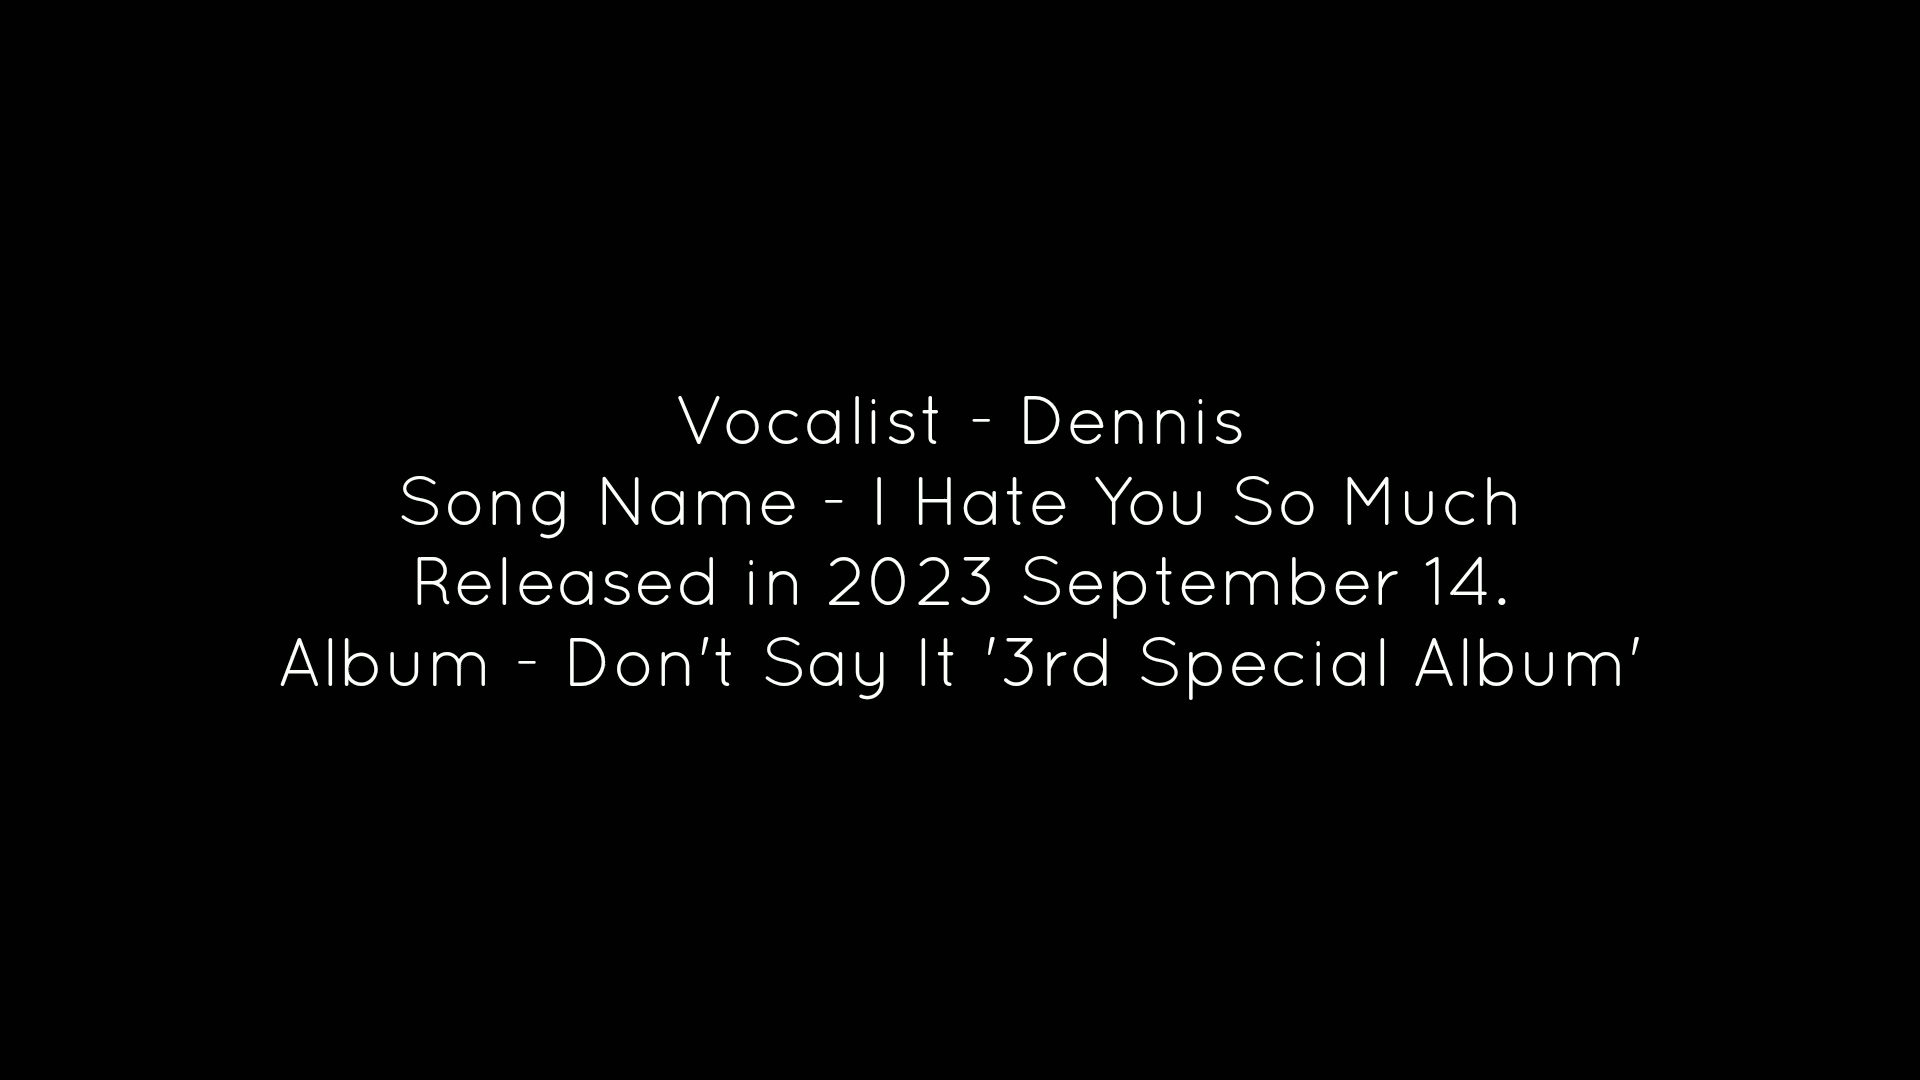 Vocalist - Dennis
Song Name - I Hate You So Much
Released in 2023 September 14.
Album - Don't Say It '3rd Special Album'